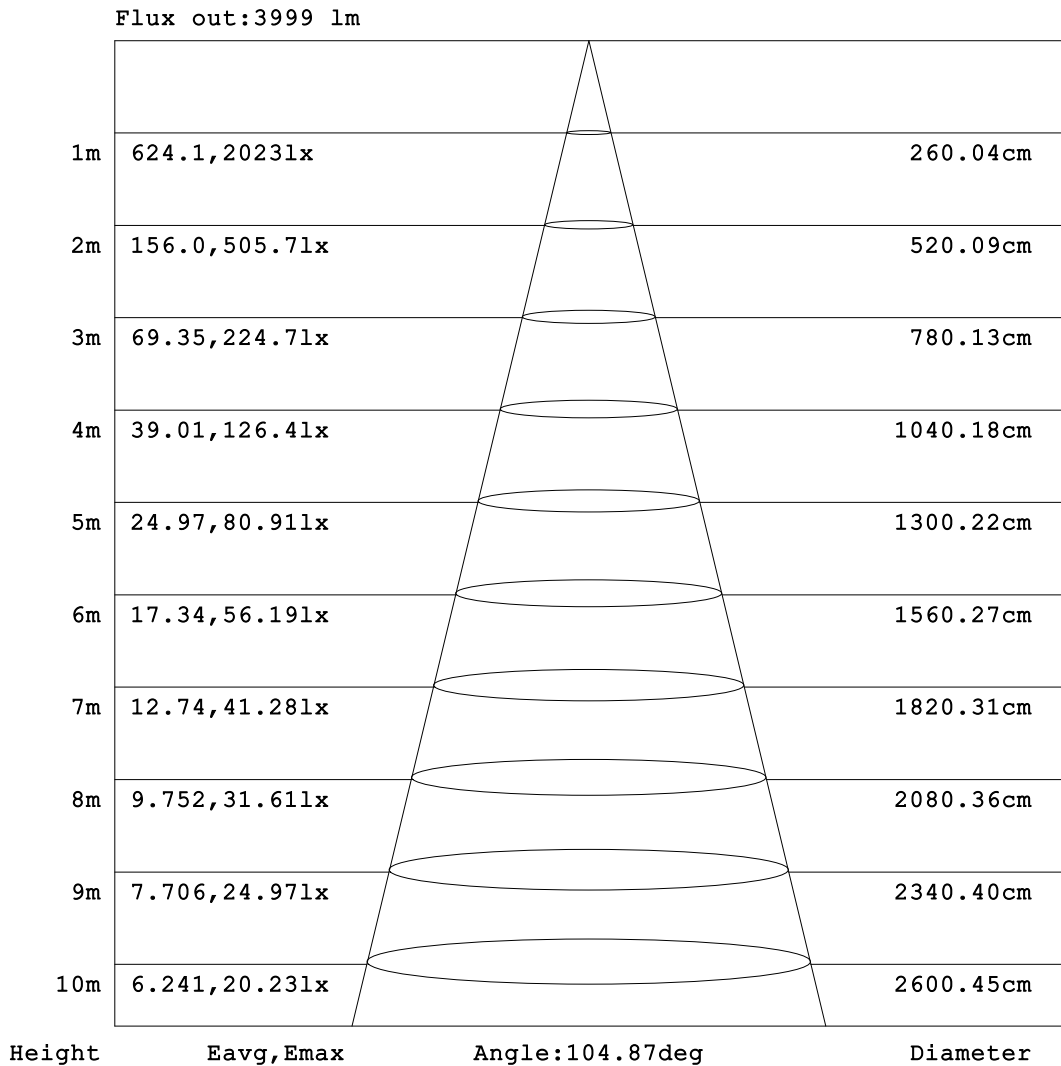 Flux out:3999 lm
1m 624.1,2023lx 260.04cm
2m 156.0,505.7lx 520.09cm
3m 69.35,224.7lx 780.13cm
4m 39.01,126.4lx 1040.18cm
5m 24.97,80.91lx 1300.22cm
6m 17.34,56.19lx 1560.27cm
7m 12.74,41.28lx 1820.31cm
8m 9.752,31.61lx 2080.36cm
9m 7.706,24.97lx 2340.40cm
10m 6.241,20.23lx 2600.45cm
Height Eavg,Emax Angle:104.87deg Diameter